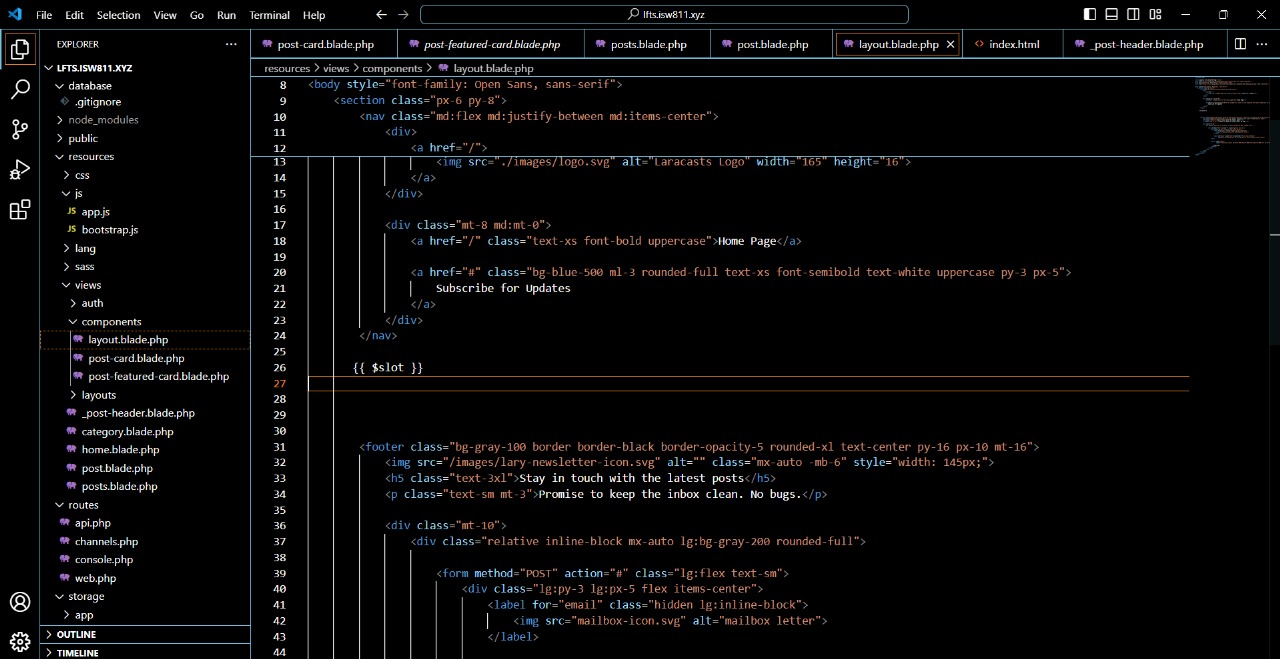 File Edit Selection View Go Run Terminal Help
lfts.isw811.xyz
EXPLORER
LFTS.ISW811.XYZ
database
.gitignore
node_modules
public
resources
css
js
JS app.js
JS bootstrap.js
lang
sass
views
auth
components
layout.blade.php
post-card.blade.php
post-featured-card.blade.php
layouts
_post-header.blade.php
category.blade.php
home.blade.php
post.blade.php
posts.blade.php
routes
api.php
channels.php
console.php
web.php
storage
app
OUTLINE
TIMELINE
post-card.blade.php post-featured-card.blade.php posts.blade.php post.blade.php layout.blade.php <> index.html _post-header.blade.php
resources > views > components > layout.blade.php
8 <body style="font-family: Open Sans, sans-serif">
9 <section class="px-6 py-8">
10 <nav class="md:flex md:justify-between md:items-center">
11 <div>
12 <a href="/">
13 <img src="./images/logo.svg" alt="Laracasts Logo" width="165" height="16">
14 </a>
15 </div>
16
17 <div class="mt-8 md:mt-0">
18 <a href="/" class="text-xs font-bold uppercase">Home Page</a>
19
20 <a href="#" class="bg-blue-500 ml-3 rounded-full text-xs font-semibold text-white uppercase py-3 px-5">
21 Subscribe for Updates
22 </a>
23 </div>
24 </nav>
25
26 {{ $slot }}
27
28
29
30
31 <footer class="bg-gray-100 border border-black border-opacity-5 rounded-xl text-center py-16 px-10 mt-16">
32 <img src="/images/lary-newsletter-icon.svg" alt="" class="mx-auto -mb-6" style="width: 145px;">
33 <h5 class="text-3xl">Stay in touch with the latest posts</h5>
34 <p class="text-sm mt-3">Promise to keep the inbox clean. No bugs.</p>
35
36 <div class="mt-10">
37 <div class="relative inline-block mx-auto lg:bg-gray-200 rounded-full">
38
39 <form method="POST" action="#" class="lg:flex text-sm">
40 <div class="lg:py-3 lg:px-5 flex items-center">
41 <label for="email" class="hidden lg:inline-block">
42 <img src="mailbox-icon.svg" alt="mailbox letter">
43 </label>
44